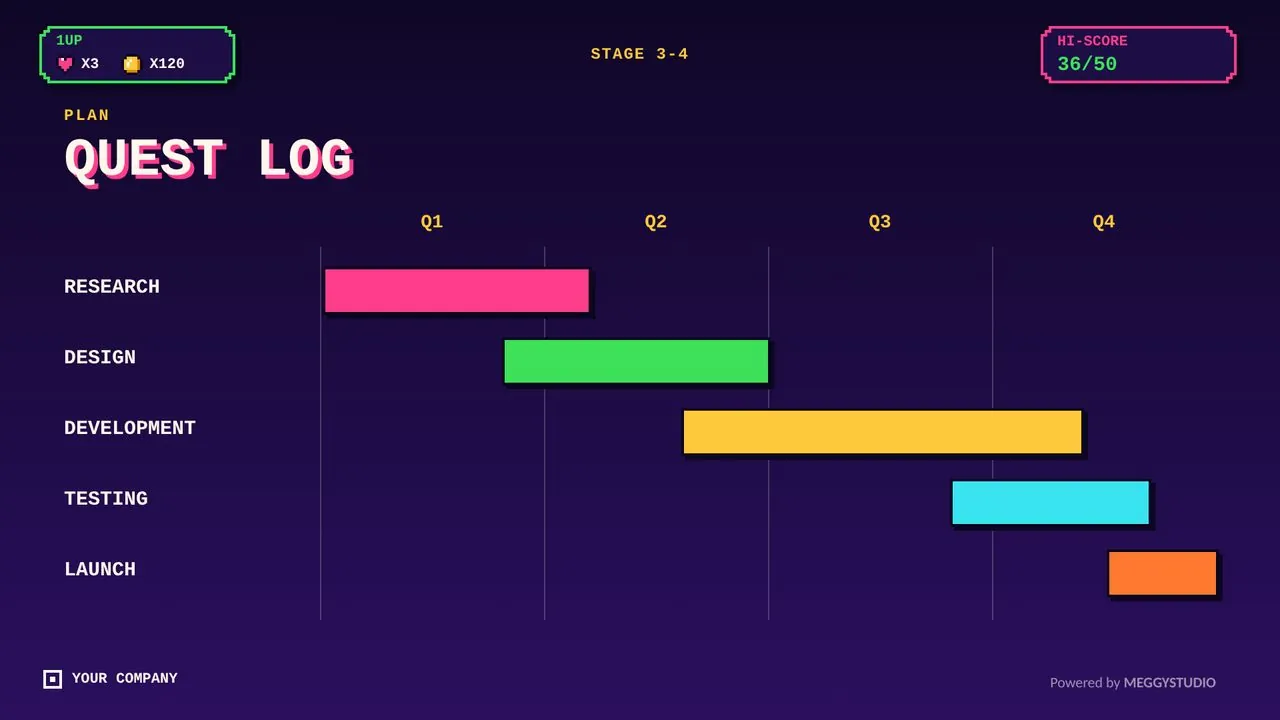 1UP
X3 X120
STAGE 3-4
HI-SCORE
36/50
PLAN
QUEST LOG
Q1 Q2 Q3 Q4
RESEARCH
DESIGN
DEVELOPMENT
TESTING
LAUNCH
YOUR COMPANY
Powered by MEGGYSTUDIO